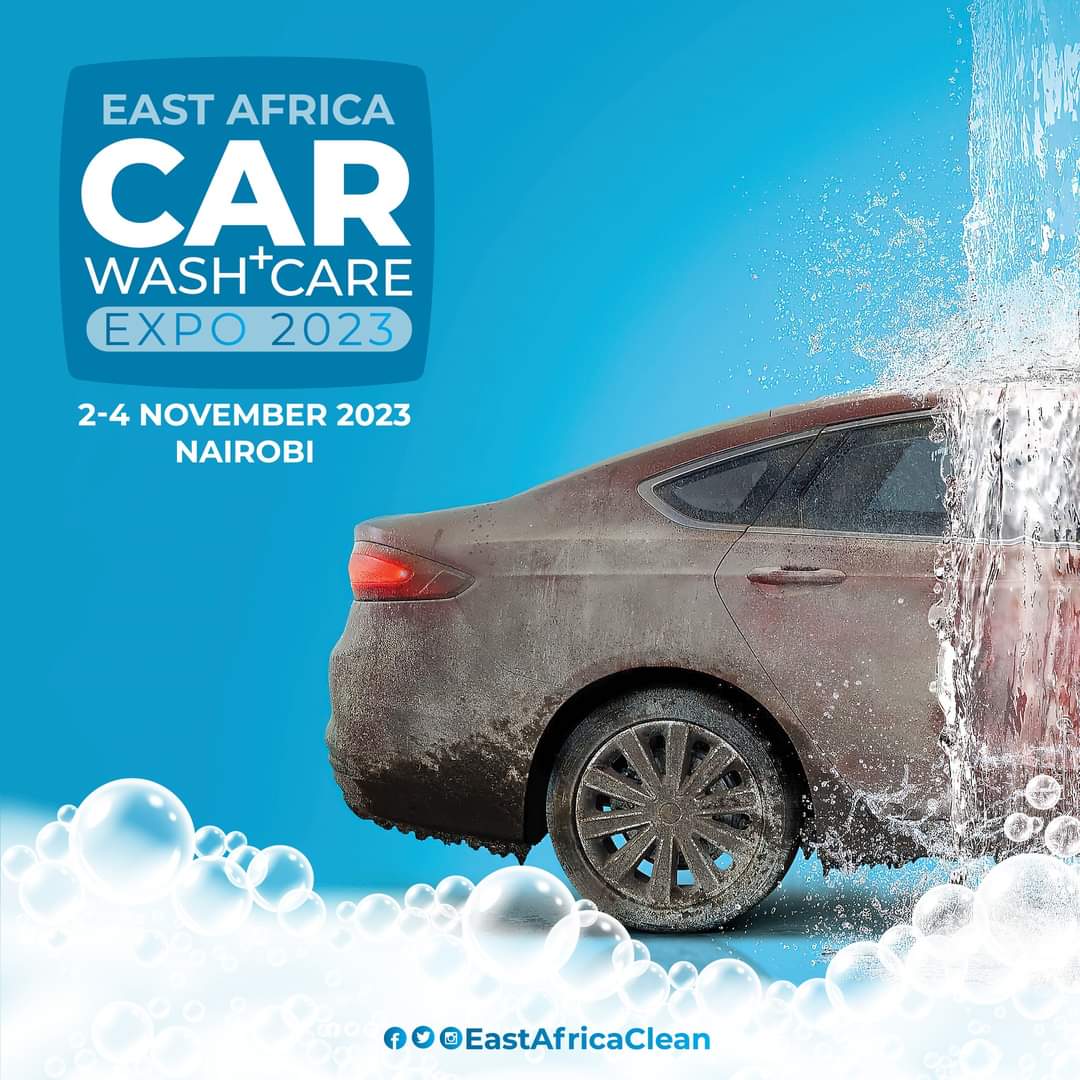 EAST AFRICA
CAR
WASH+CARE
EXPO 2023
2-4 NOVEMBER 2023
NAIROBI
EastAfricaClean